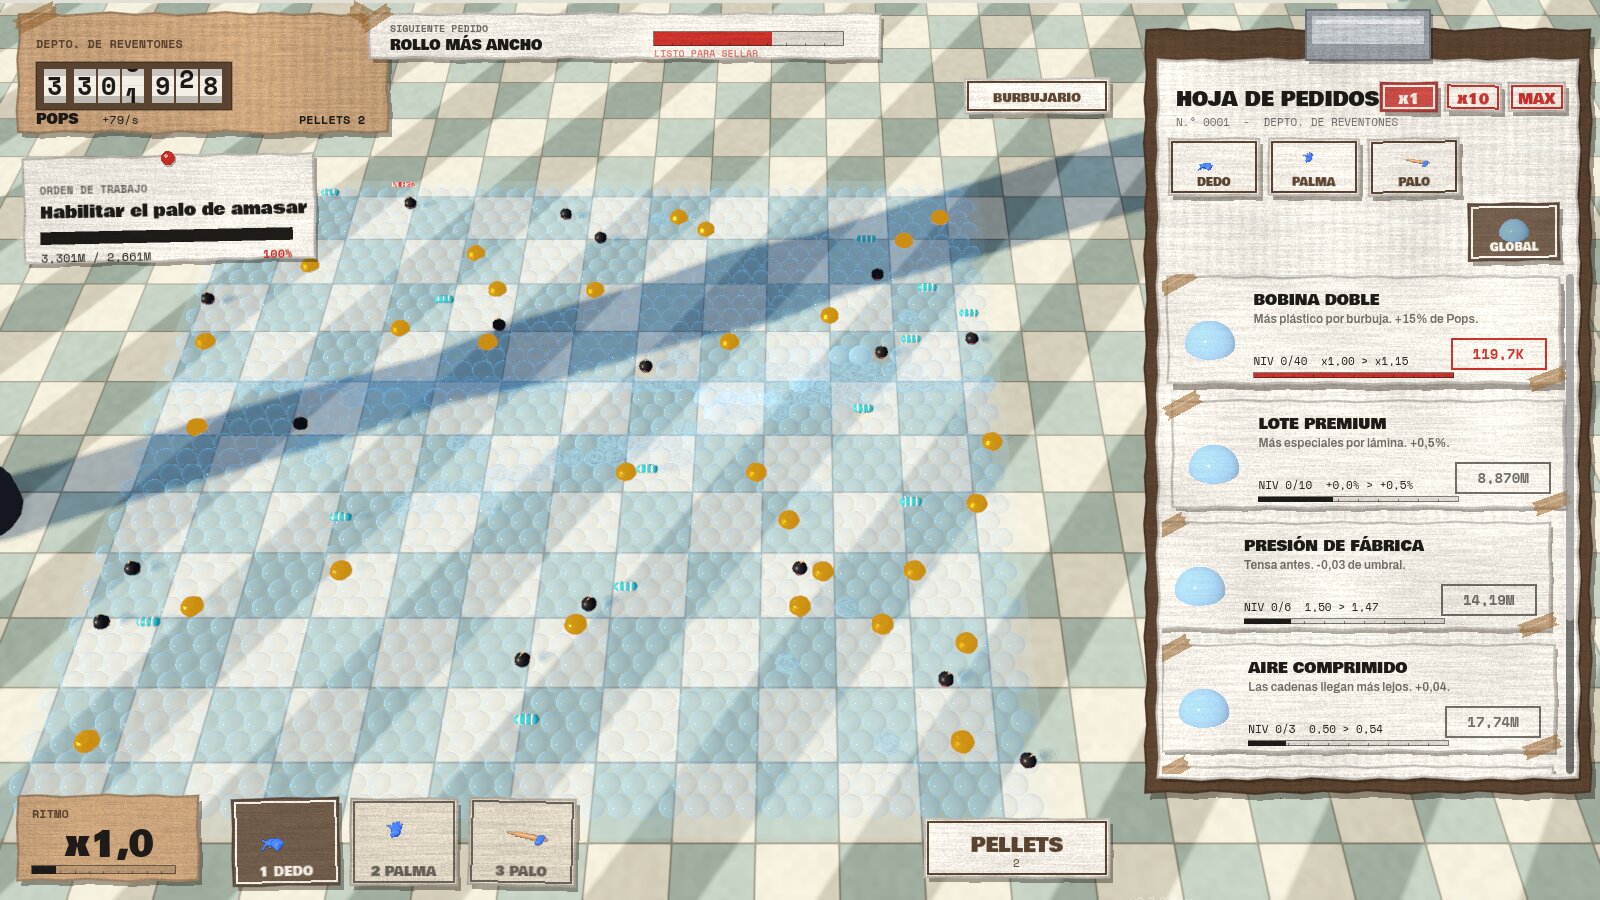 DEPTO. DE REVENTONES
3 301 928
POPS +79/s PELLETS 2
SIGUIENTE PEDIDO
ROLLO MÁS ANCHO
LISTO PARA SELLAR
BURBUJARIO
ORDEN DE TRABAJO
Habilitar el palo de amasar
3,301M / 2,661M 100%
HOJA DE PEDIDOS x1 x10 MAX
N.° 0001 - DEPTO. DE REVENTONES
DEDO PALMA PALO
GLOBAL
BOBINA DOBLE
Más plástico por burbuja. +15% de Pops.
NIV 0/40 x1,00 > x1,15 119,7K
LOTE PREMIUM
Más especiales por lámina. +0,5%.
NIV 0/10 +0,0% > +0,5% 8,870M
PRESIÓN DE FÁBRICA
Tensa antes. -0,03 de umbral.
NIV 0/6 1,50 > 1,47 14,19M
AIRE COMPRIMIDO
Las cadenas llegan más lejos. +0,04.
NIV 0/3 0,50 > 0,54 17,74M
RITMO
x1,0
1 DEDO 2 PALMA 3 PALO
PELLETS
2